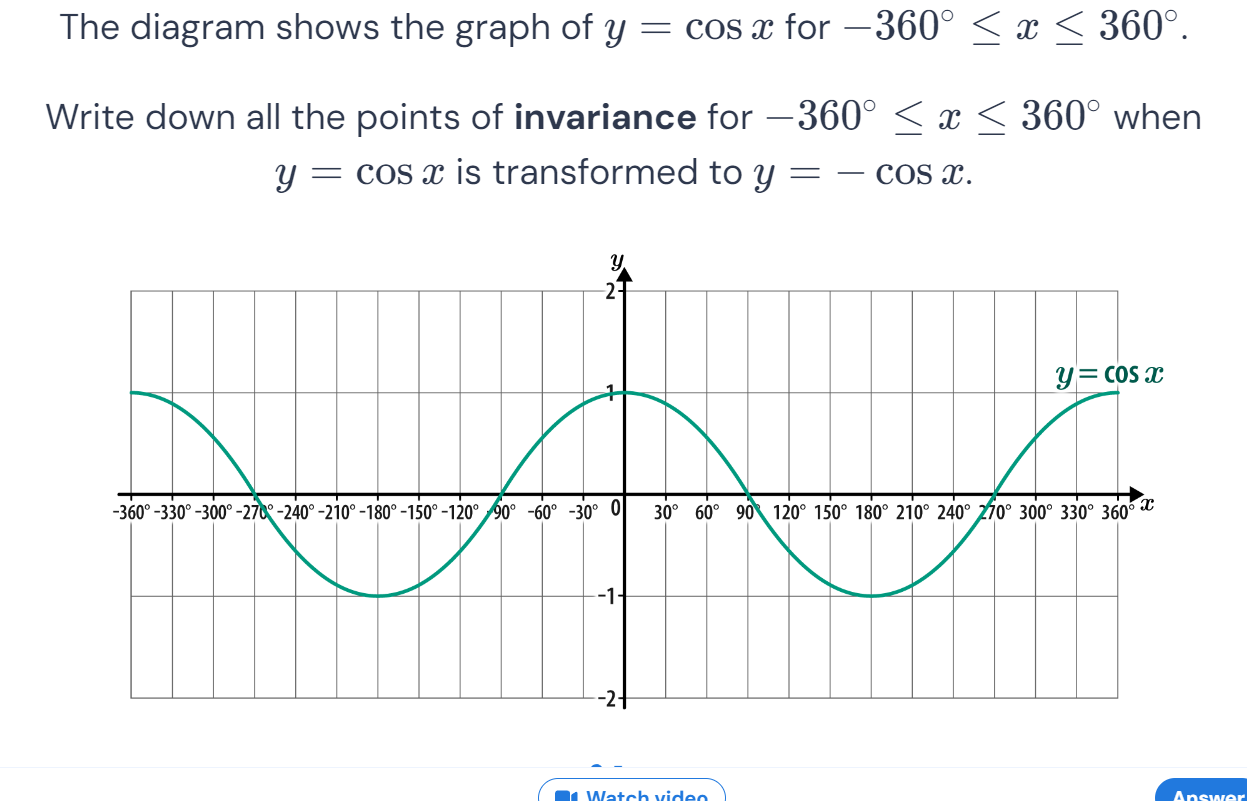 The diagram shows the graph of y = cos x for −360° ≤ x ≤ 360°.
Write down all the points of invariance for −360° ≤ x ≤ 360° when
y = cos x is transformed to y = − cos x.
y
2
y = cos x
1
-360° -330° -300° -270° -240° -210° -180° -150° -120° -90° -60° -30° 0 30° 60° 90° 120° 150° 180° 210° 240° 270° 300° 330° 360° x
-1
-2
Watch video
Answer